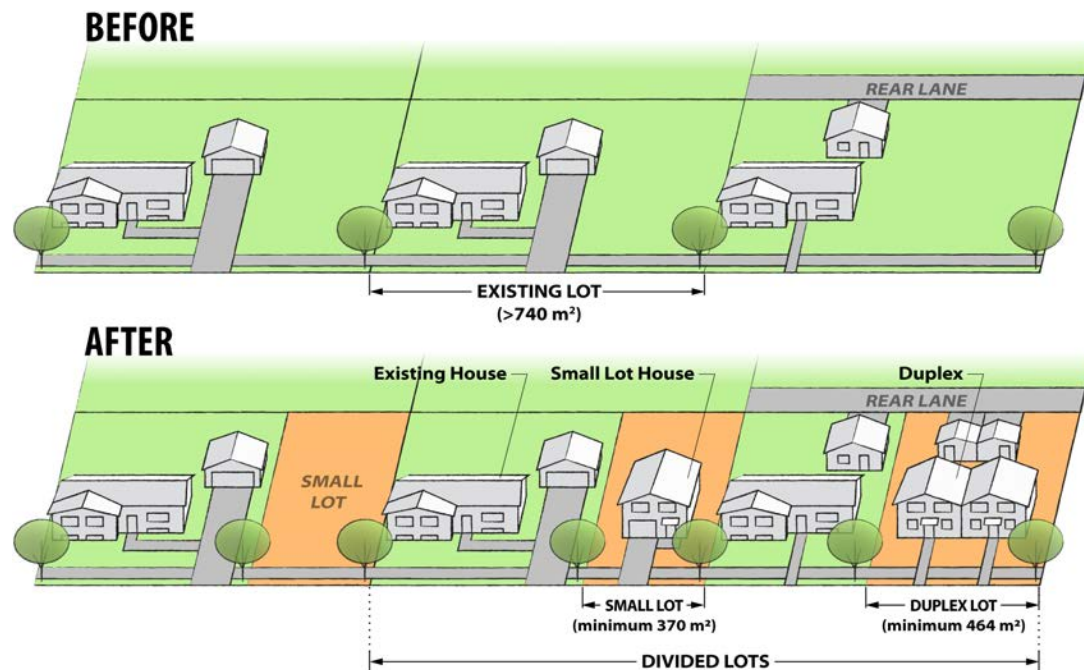 BEFORE
REAR LANE
EXISTING LOT
(>740 m²)
AFTER
Existing House
Small Lot House
Duplex
REAR LANE
SMALL
LOT
SMALL LOT
(minimum 370 m²)
DUPLEX LOT
(minimum 464 m²)
DIVIDED LOTS